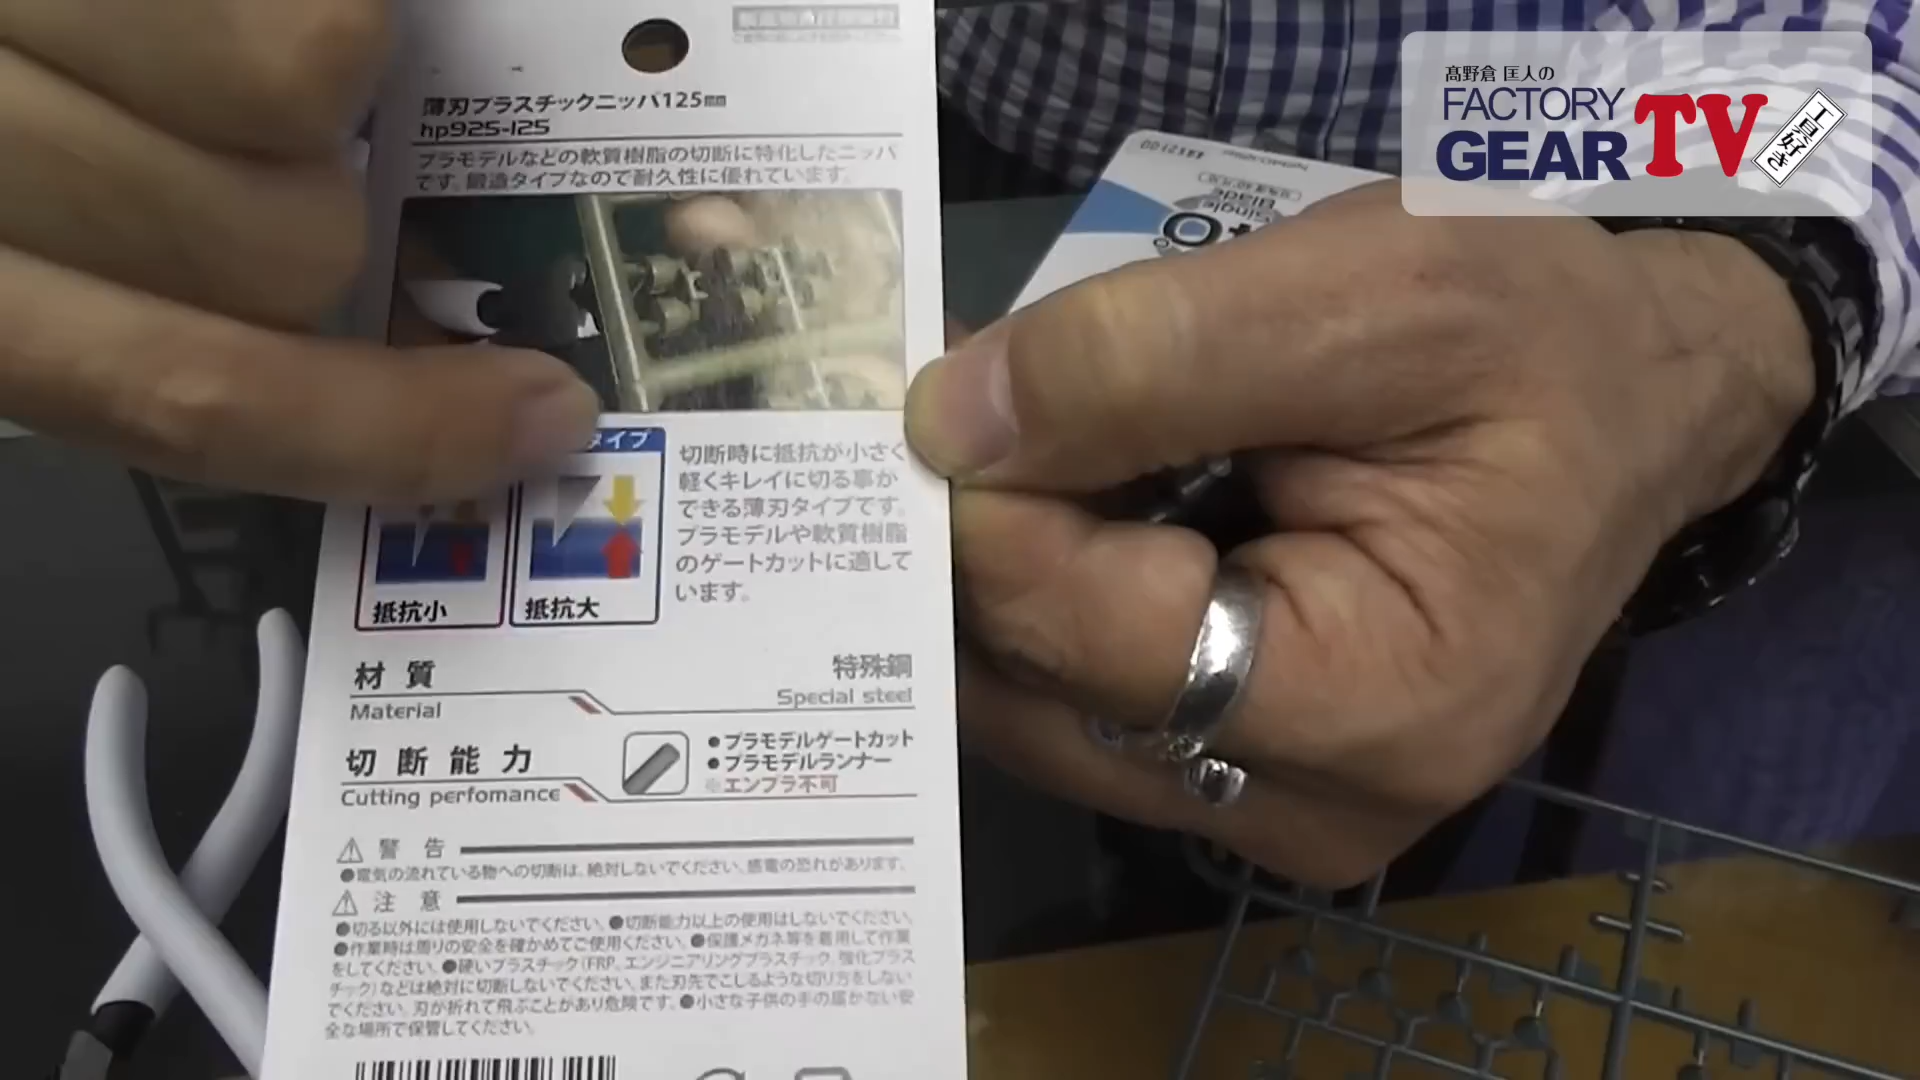 薄刃プラスチックニッパ125mm
hp925-125
プラモデルなどの軟質樹脂の切断に特化したニッパ
です。鍛造タイプなので耐久性に優れています。
タイプ
抵抗小
抵抗大
切断時に抵抗が小さく
軽くキレイに切る事が
できる薄刃タイプです。
プラモデルや軟質樹脂
のゲートカットに適して
います。
材質
特殊鋼
Special steel
Material
切断能力
●プラモデルゲートカット
●プラモデルランナー
※エンプラ不可
Cutting perfomance
警告
●電気の流れている物への切断は、絶対しないでください、感電の恐れがあります。
注意
●切る以外には使用しないでください。●切断能力以上の使用はしないでください。
●作業時は周りの安全を確かめてご使用ください。●保護メガネ等を着用して作業
をしてください。●硬いプラスチック(FRP、エンジニアリングプラスチック、強化プラス
チック)などは絶対に切断しないでください。また刃先でこじるような切り方をしない
でください。刃が折れて飛ぶことがあり危険です。●小さな子供の手の届かない安
全な場所で保管してください。
Single
Blade
髙野倉 匡人の
FACTORY
GEAR TV
工具好き